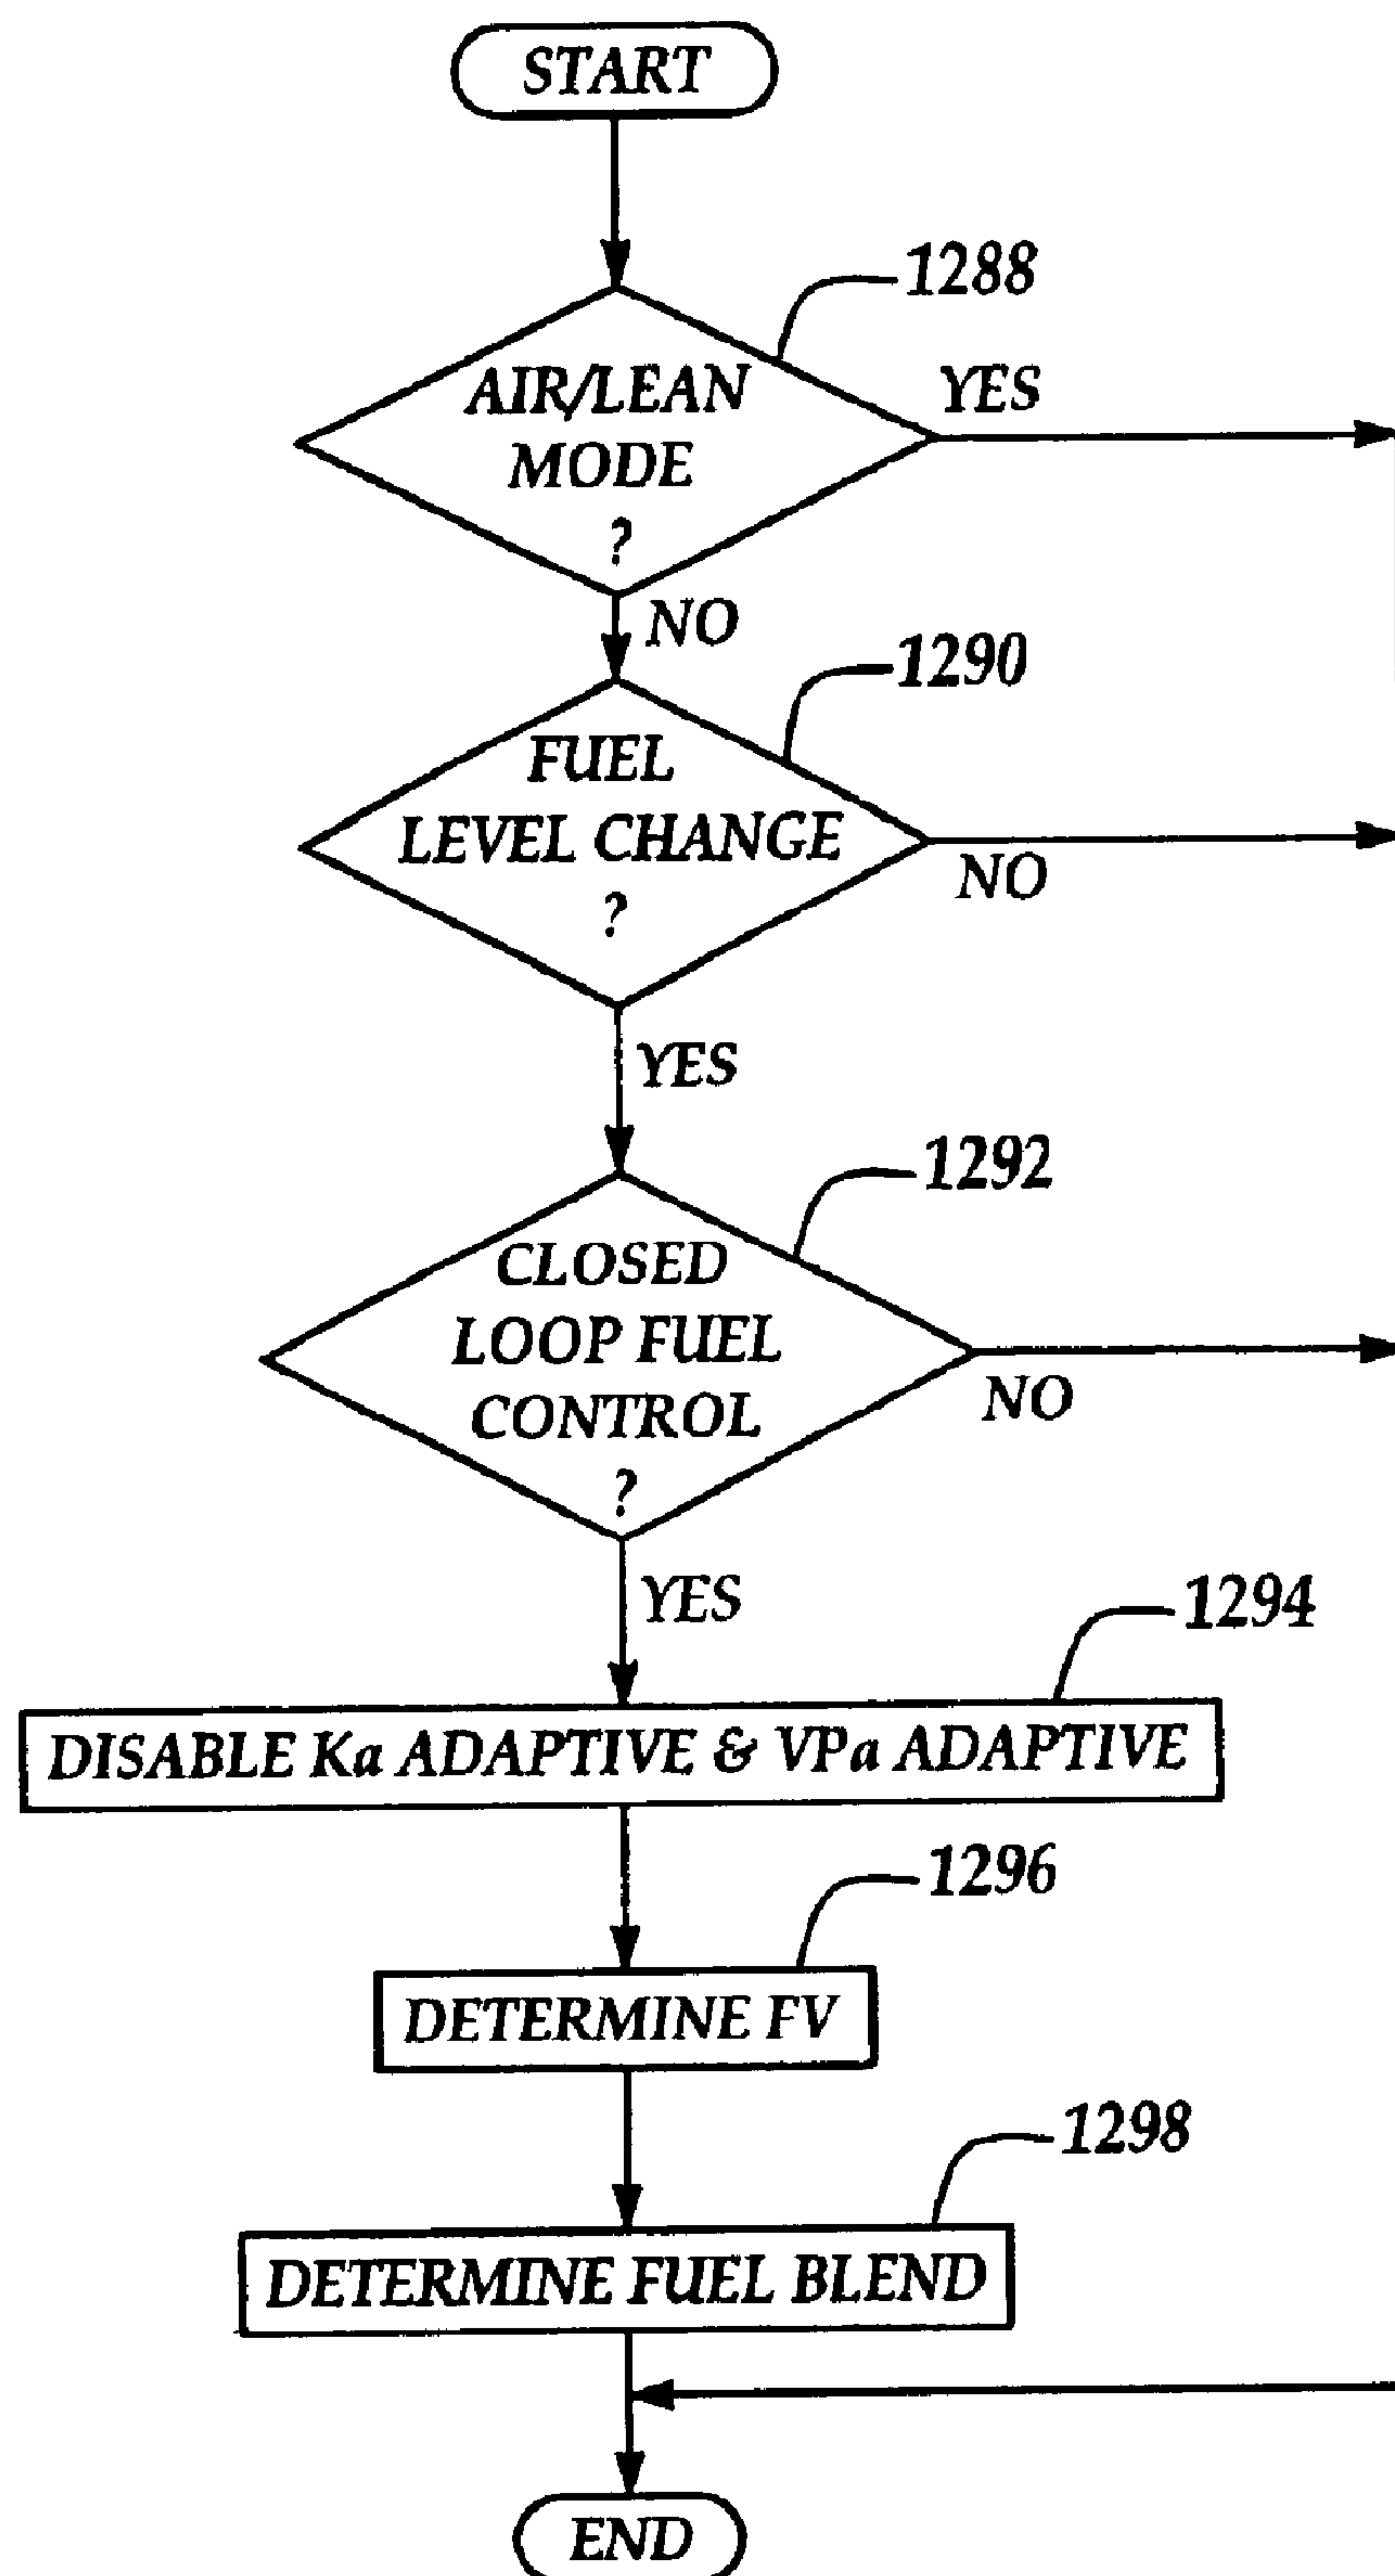 START
1288
AIR/LEAN
MODE
?
YES
NO
1290
FUEL
LEVEL CHANGE
?
NO
YES
1292
CLOSED
LOOP FUEL
CONTROL
?
NO
YES
1294
DISABLE Ka ADAPTIVE & VPa ADAPTIVE
1296
DETERMINE FV
1298
DETERMINE FUEL BLEND
END